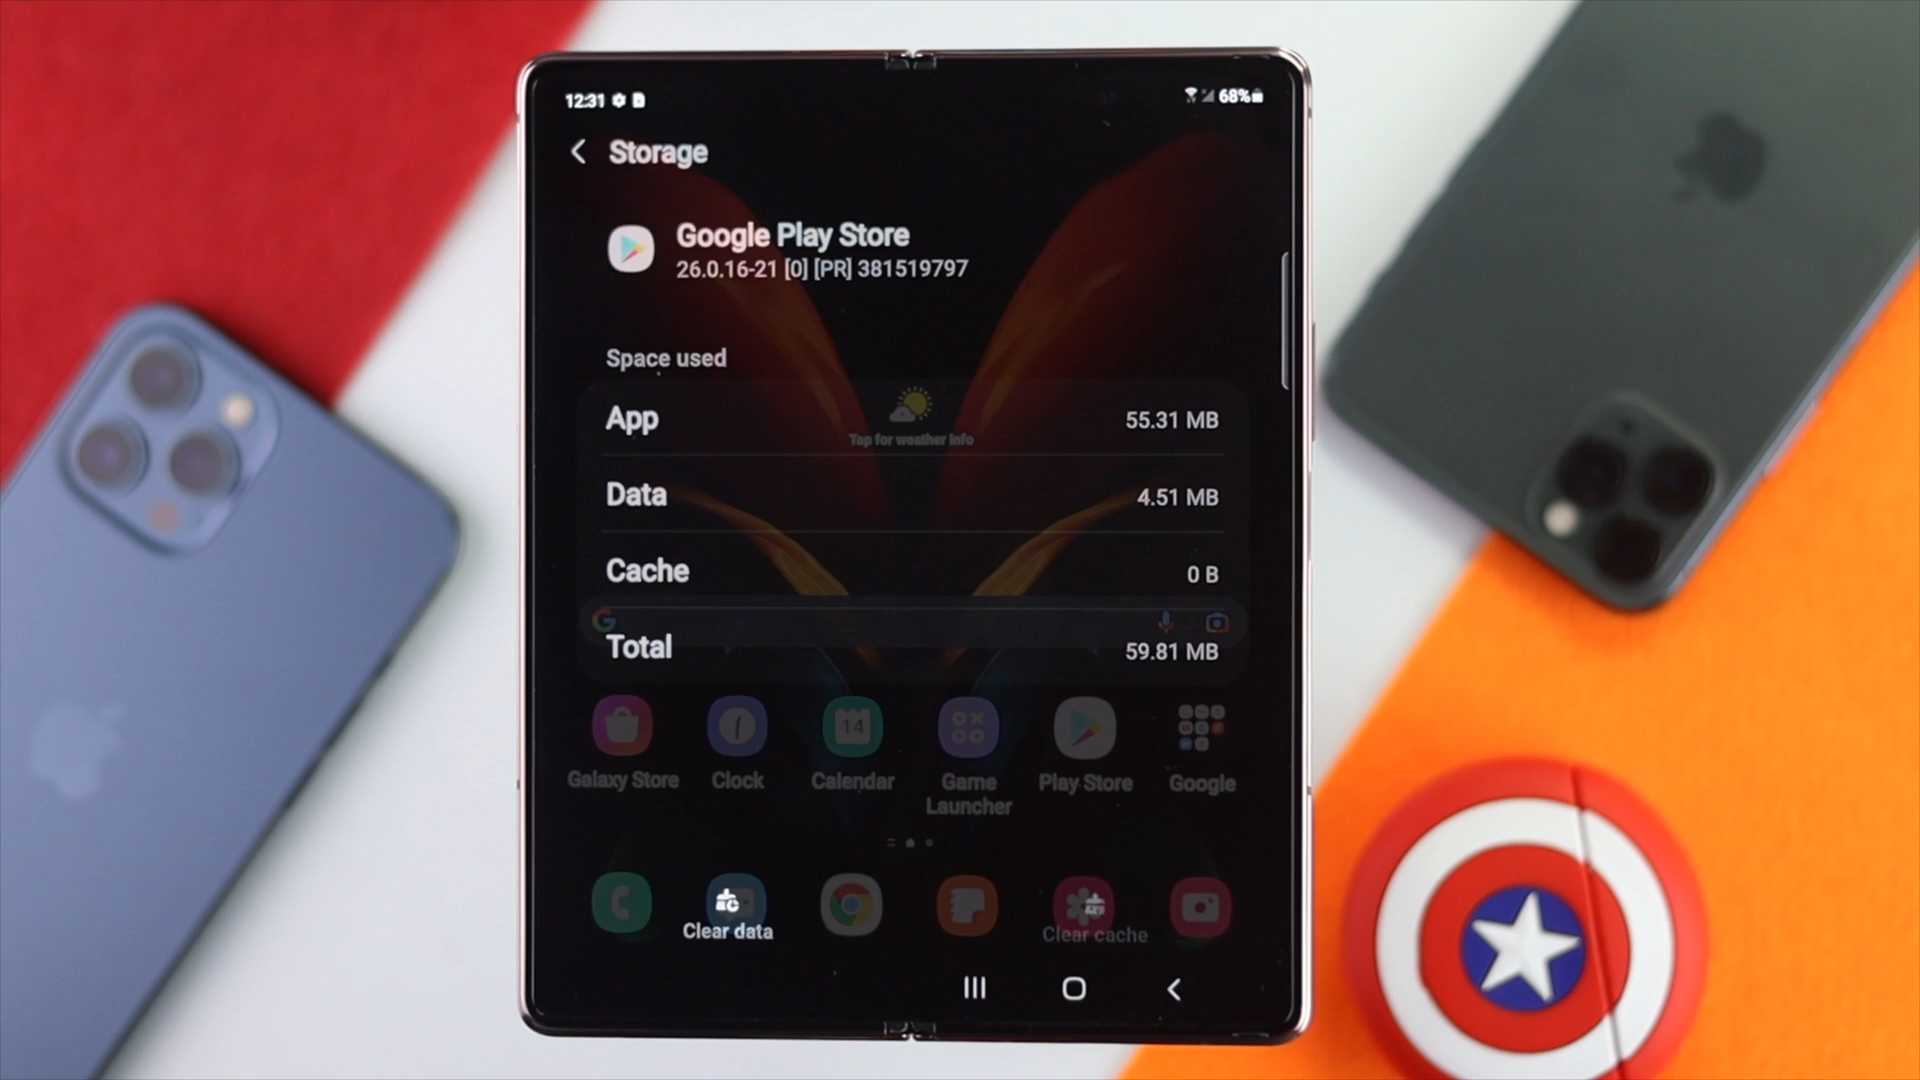 12:31
68%
Storage
Google Play Store
26.0.16-21 [0] [PR] 381519797
Space used
App 55.31 MB
Tap for weather info
Data 4.51 MB
Cache 0 B
Total 59.81 MB
14
Galaxy Store Clock Calendar Game Launcher Play Store Google
Clear data Clear cache